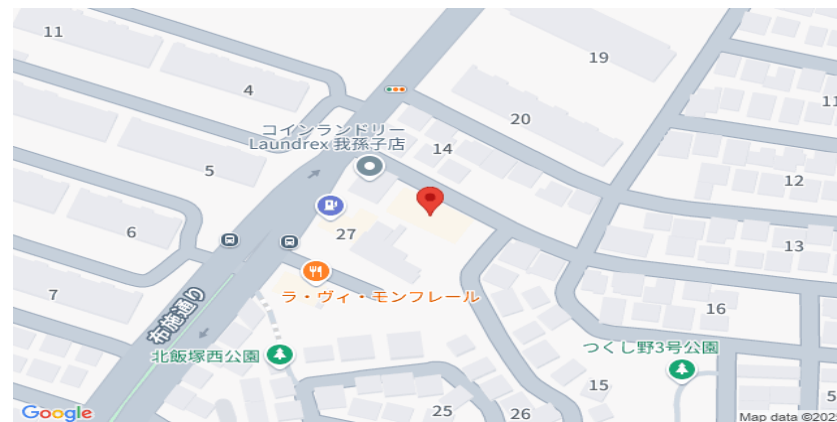 11
19
4
20
11
コインランドリー
Laundrex 我孫子店
14
5
12
6
27
13
7
ラ・ヴィ・モンフレール
16
布施通り
北飯塚西公園
つくし野3号公園
15
25
26
5
Google
Map data ©2025